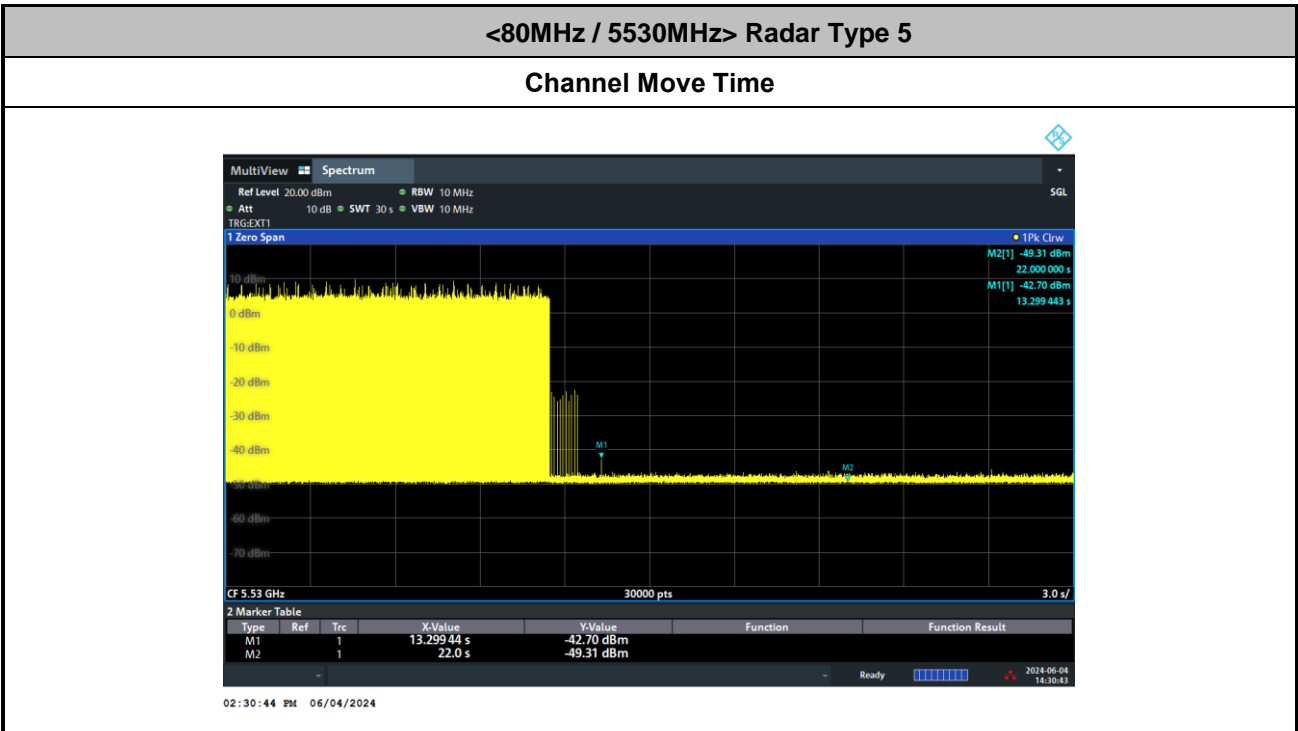 <80MHz / 5530MHz> Radar Type 5
Channel Move Time
R S
MultiView Spectrum
Ref Level 20.00 dBm RBW 10 MHz SGL
Att 10 dB SWT 30 s VBW 10 MHz
TRG:EXT1
1 Zero Span 1Pk Clrw
M2[1] -49.31 dBm
22.000 000 s
M1[1] -42.70 dBm
13.299 443 s
10 dBm
0 dBm
-10 dBm
-20 dBm
-30 dBm
-40 dBm
M1
M2
-50 dBm
-60 dBm
-70 dBm
CF 5.53 GHz 30000 pts 3.0 s/
2 Marker Table
Type Ref Trc X-Value Y-Value Function Function Result
M1 1 13.299 44 s -42.70 dBm
M2 1 22.0 s -49.31 dBm
Ready 2024-06-04
14:30:43
02:30:44 PM 06/04/2024